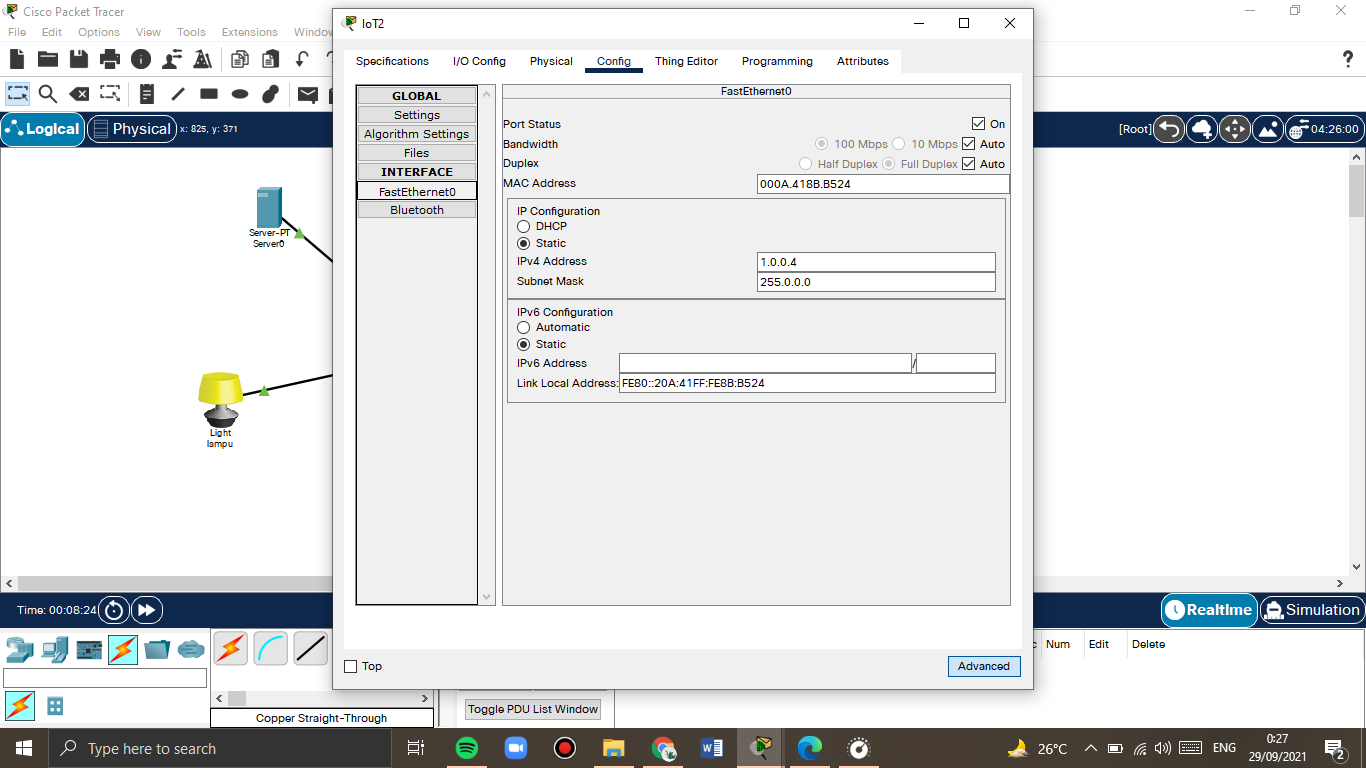 Cisco Packet Tracer
File Edit Options View Tools Extensions Window
Logical Physical x: 825, y: 371
[Root] 04:26:00
Server-PT
Server0
Light
lampu
IoT2
Specifications I/O Config Physical Config Thing Editor Programming Attributes
GLOBAL
Settings
Algorithm Settings
Files
INTERFACE
FastEthernet0
Bluetooth
FastEthernet0
Port Status On
Bandwidth 100 Mbps 10 Mbps Auto
Duplex Half Duplex Full Duplex Auto
MAC Address 000A.418B.B524
IP Configuration
DHCP
Static
IPv4 Address 1.0.0.4
Subnet Mask 255.0.0.0
IPv6 Configuration
Automatic
Static
IPv6 Address /
Link Local Address: FE80::20A:41FF:FE8B:B524
Top Advanced
Time: 00:08:24 Realtime Simulation
c Num Edit Delete
Toggle PDU List Window
Copper Straight-Through
Type here to search
26°C ENG
0:27
29/09/2021
2